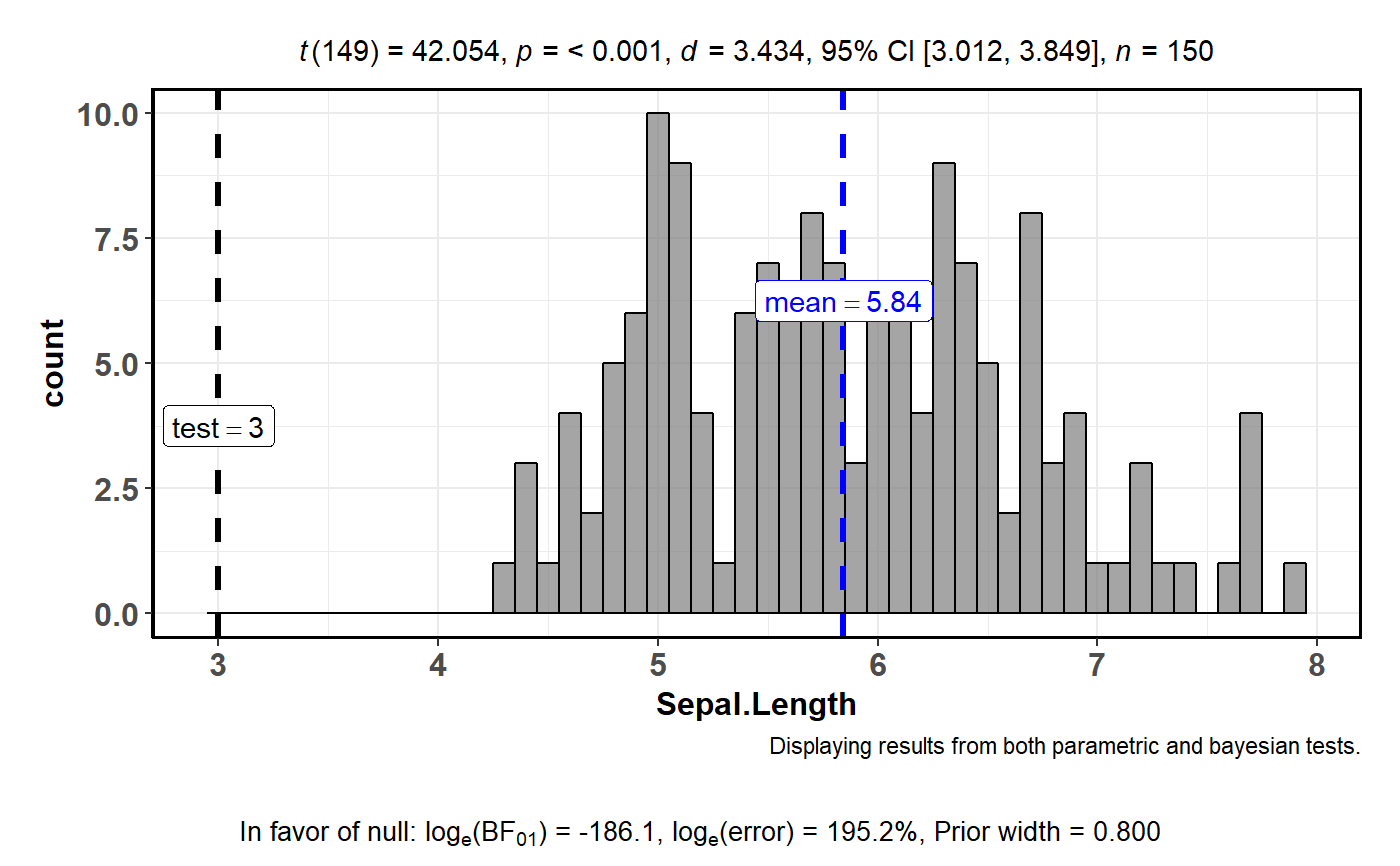 t(149) = 42.054, p = < 0.001, d = 3.434, 95% CI [3.012, 3.849], n = 150
10.0
7.5
5.0
2.5
0.0
count
mean = 5.84
test = 3
3 4 5 6 7 8
Sepal.Length
Displaying results from both parametric and bayesian tests.
In favor of null: logₑ(BF₀₁) = -186.1, logₑ(error) = 195.2%, Prior width = 0.800